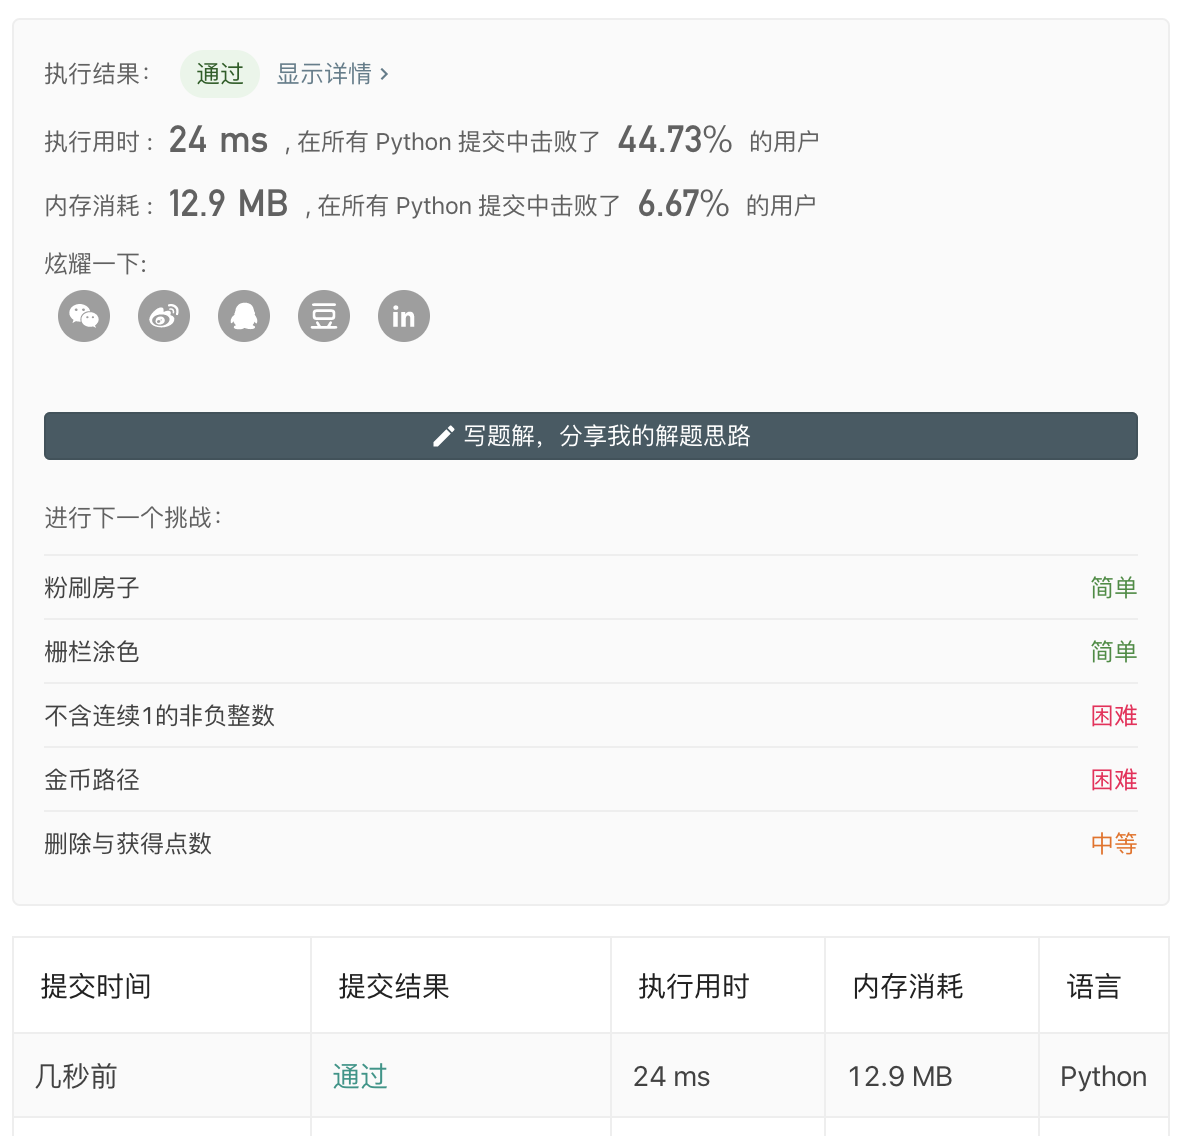 执行结果： 通过 显示详情 ›
执行用时 : 24 ms , 在所有 Python 提交中击败了 44.73% 的用户
内存消耗 : 12.9 MB , 在所有 Python 提交中击败了 6.67% 的用户
炫耀一下:
豆 in
写题解，分享我的解题思路
进行下一个挑战：
粉刷房子 简单
栅栏涂色 简单
不含连续1的非负整数 困难
金币路径 困难
删除与获得点数 中等
提交时间 提交结果 执行用时 内存消耗 语言
几秒前 通过 24 ms 12.9 MB Python